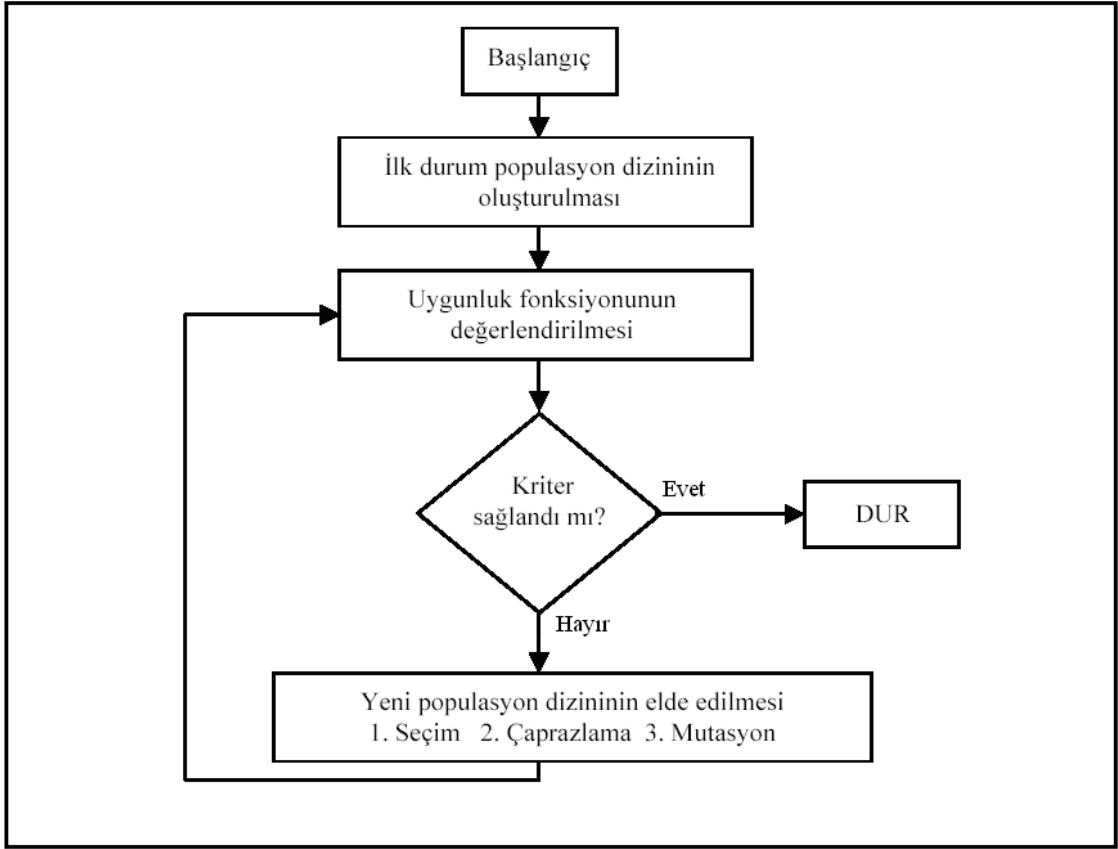 Başlangıç
İlk durum populasyon dizininin
oluşturulması
Uygunluk fonksiyonunun
değerlendirilmesi
Kriter
sağlandı mı?
Evet
DUR
Hayır
Yeni populasyon dizininin elde edilmesi
1. Seçim 2. Çaprazlama 3. Mutasyon